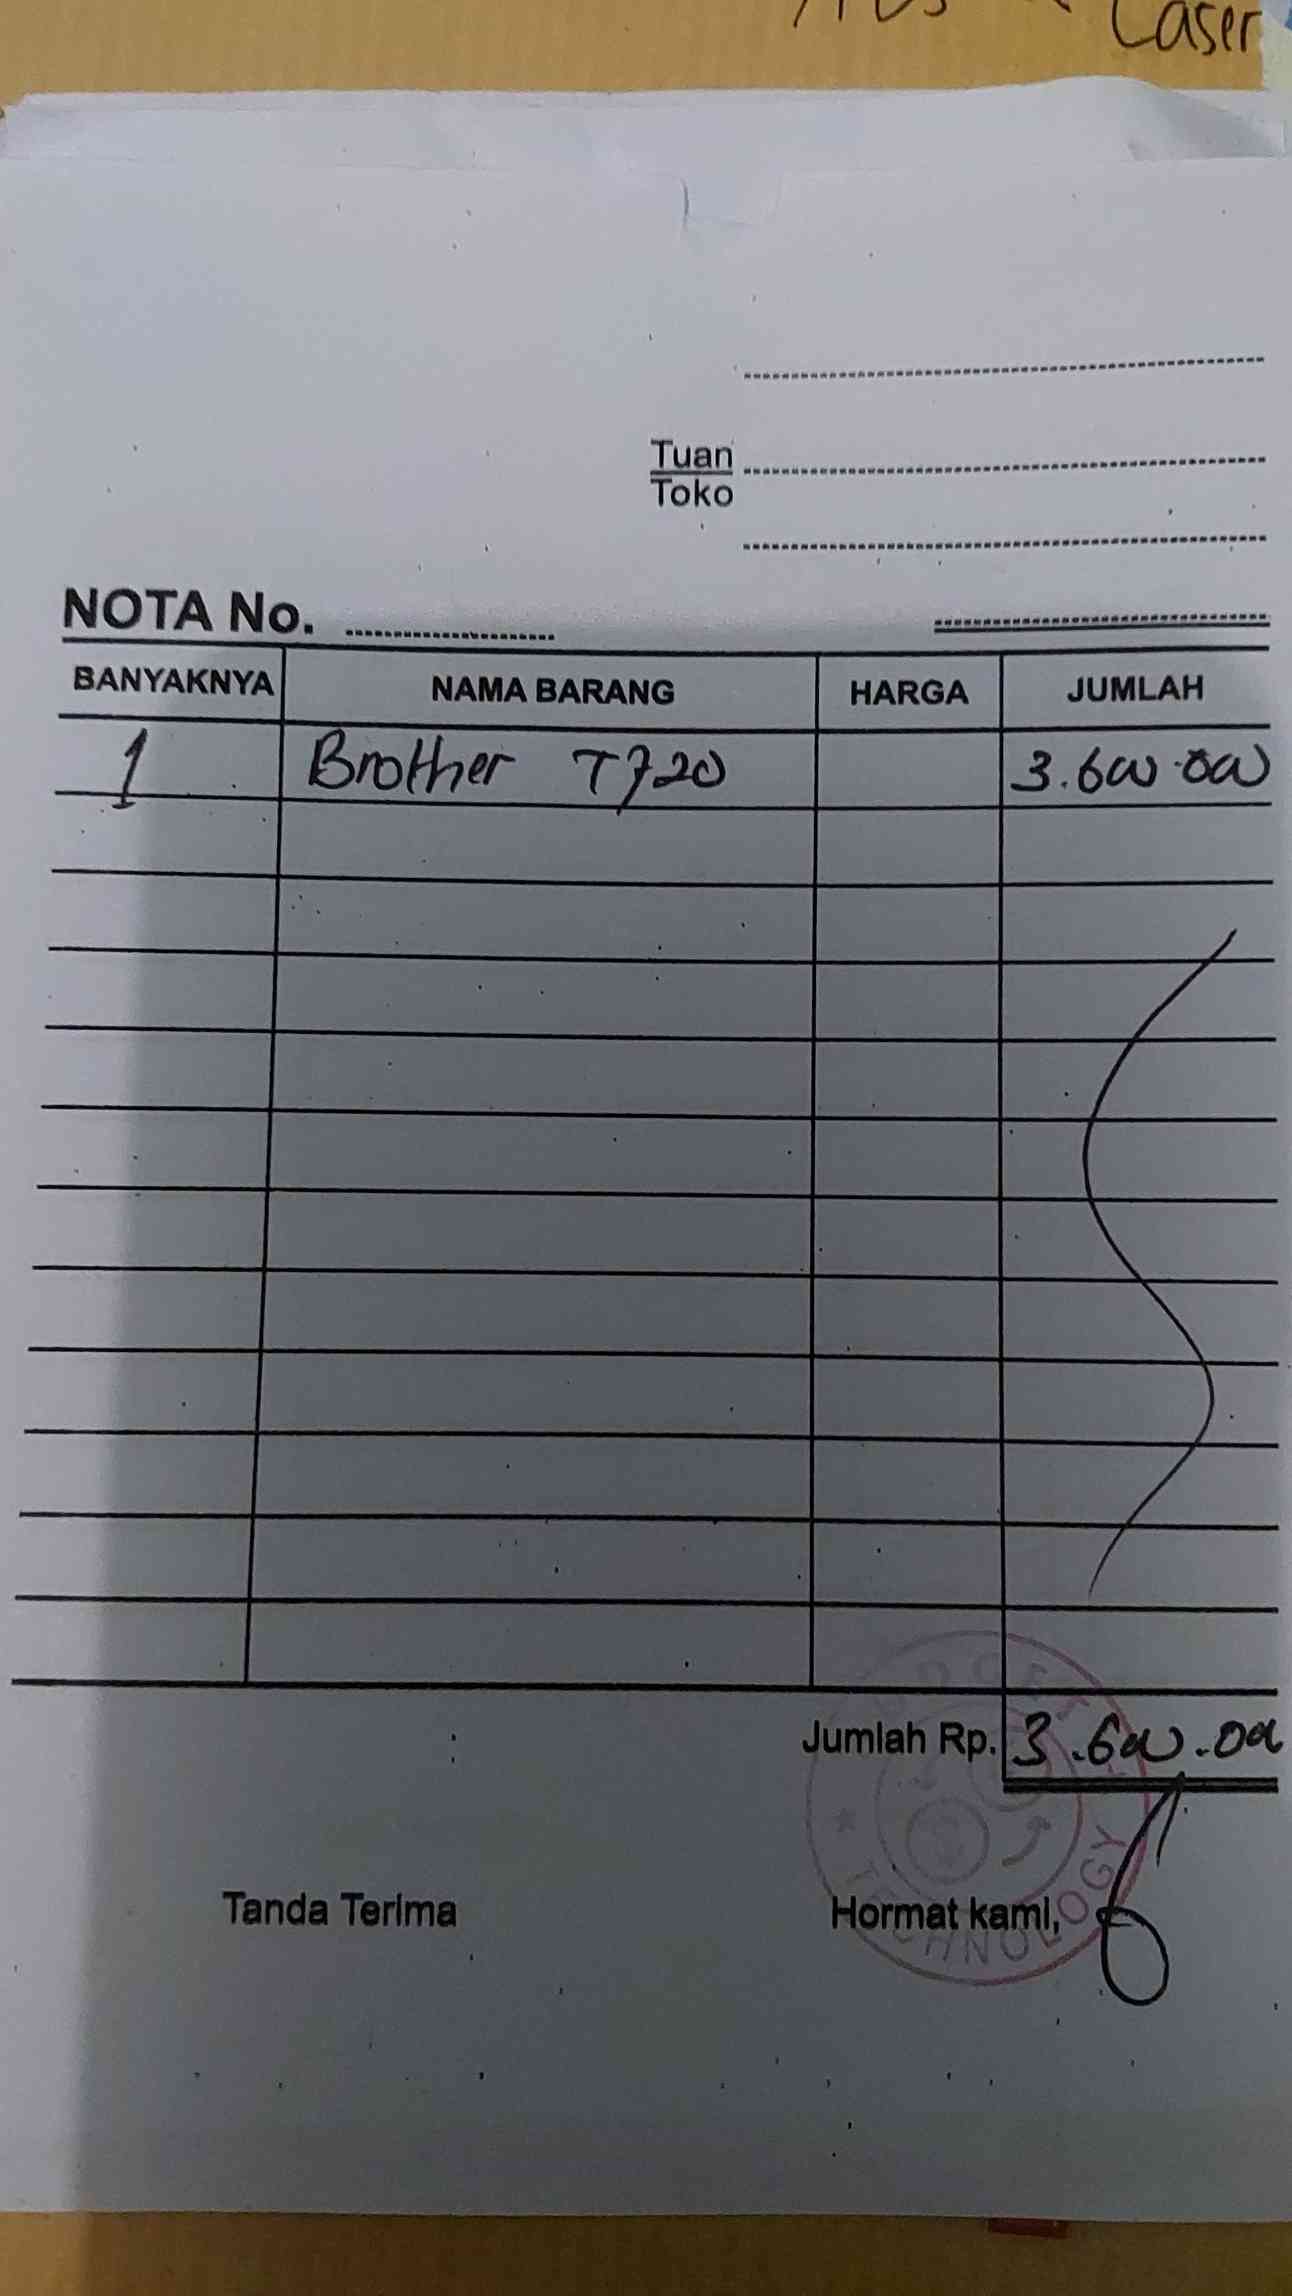 Laser
Tuan
Toko
NOTA No.
BANYAKNYA NAMA BARANG HARGA JUMLAH
1 Brother T720 3.600.000
Jumlah Rp. 3.600.000
Tanda Terima Hormat kami,
TECHNOLOGY